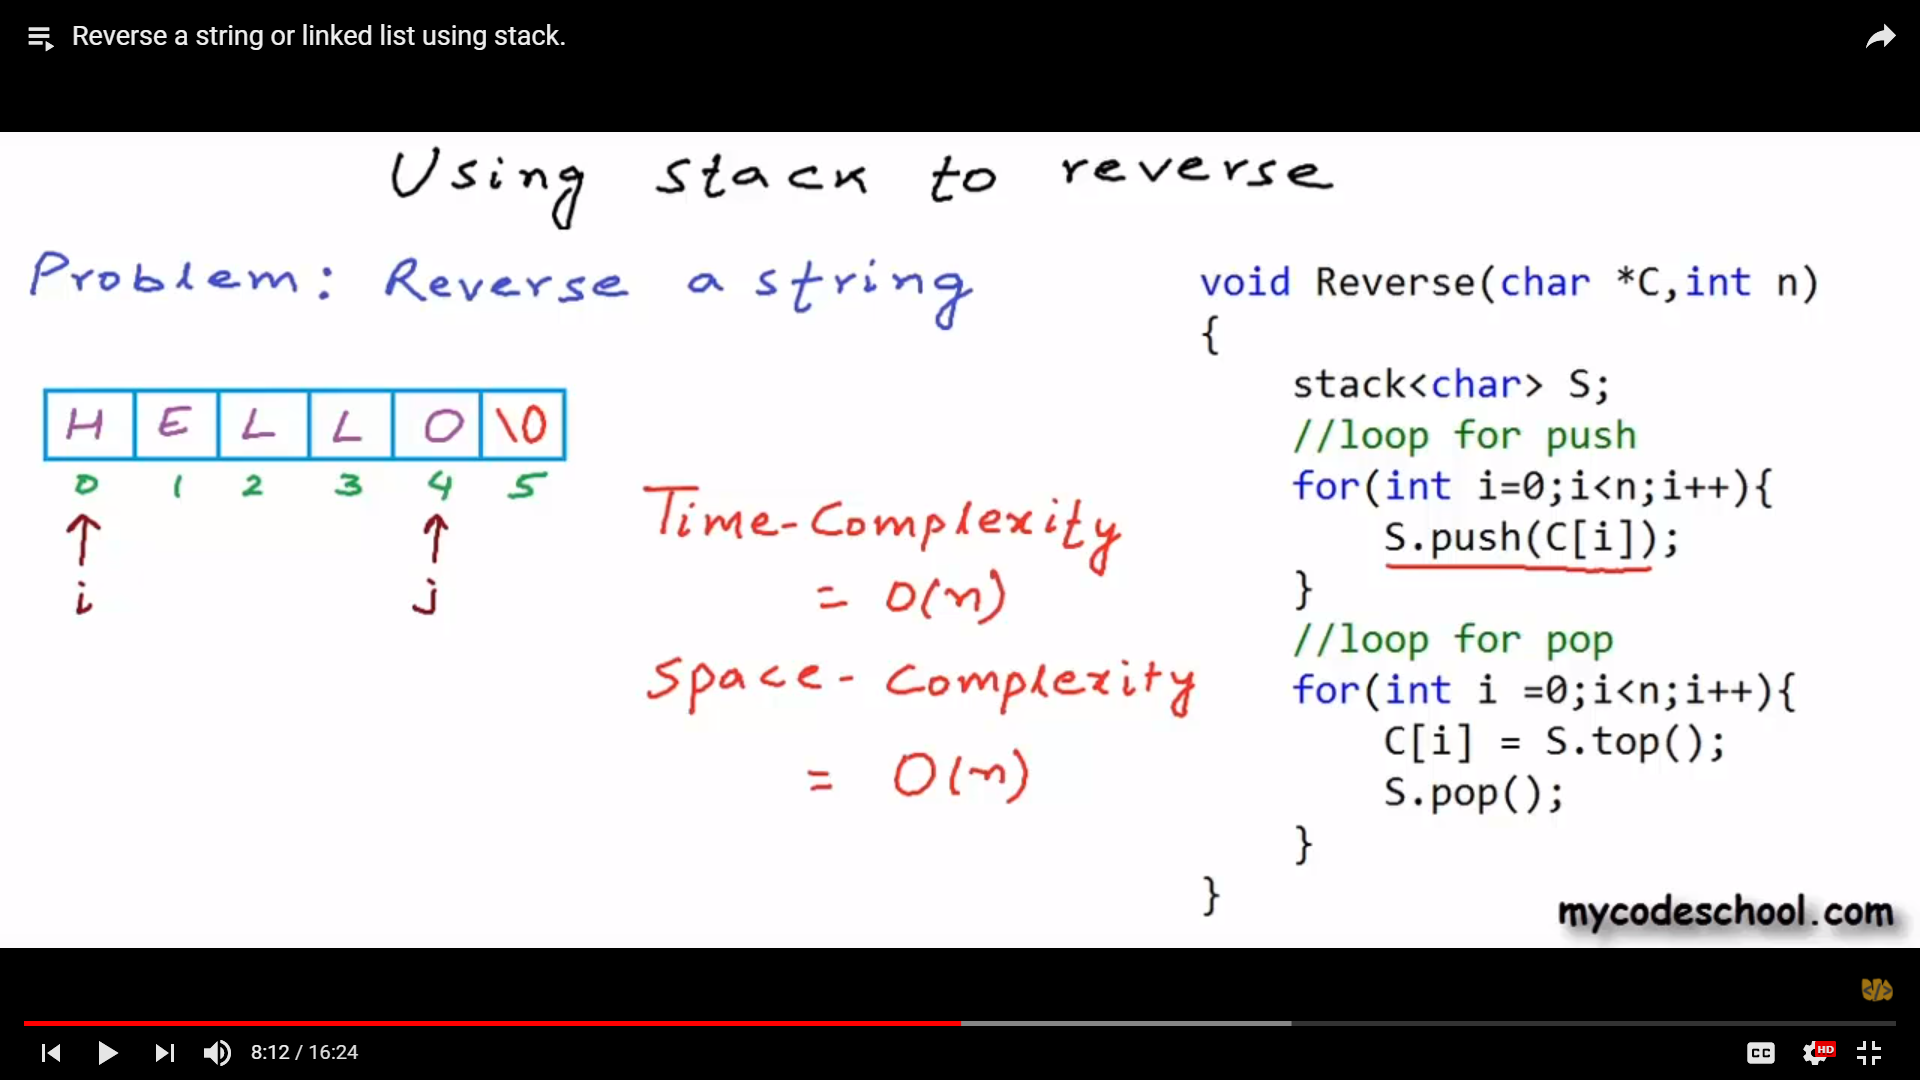 Reverse a string or linked list using stack.
Using stack to reverse
Problem: Reverse a string
H E L L O \0
0 1 2 3 4 5
i j
Time-Complexity
= O(n)
Space-Complexity
= O(n)
void Reverse(char *C,int n)
{
stack<char> S;
//loop for push
for(int i=0;i<n;i++){
S.push(C[i]);
}
//loop for pop
for(int i =0;i<n;i++){
C[i] = S.top();
S.pop();
}
}
mycodeschool.com
</>
8:12 / 16:24
CC
HD